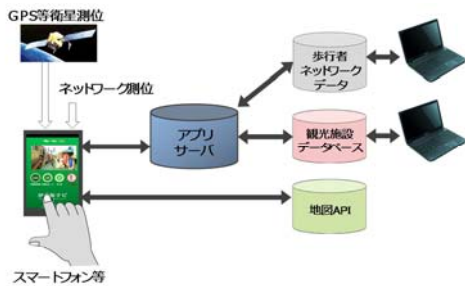 GPS等衛星測位
ネットワーク測位
歩行者
ネットワーク
データ
アプリ
サーバ
観光施設
データベース
地図API
スマートフォン等